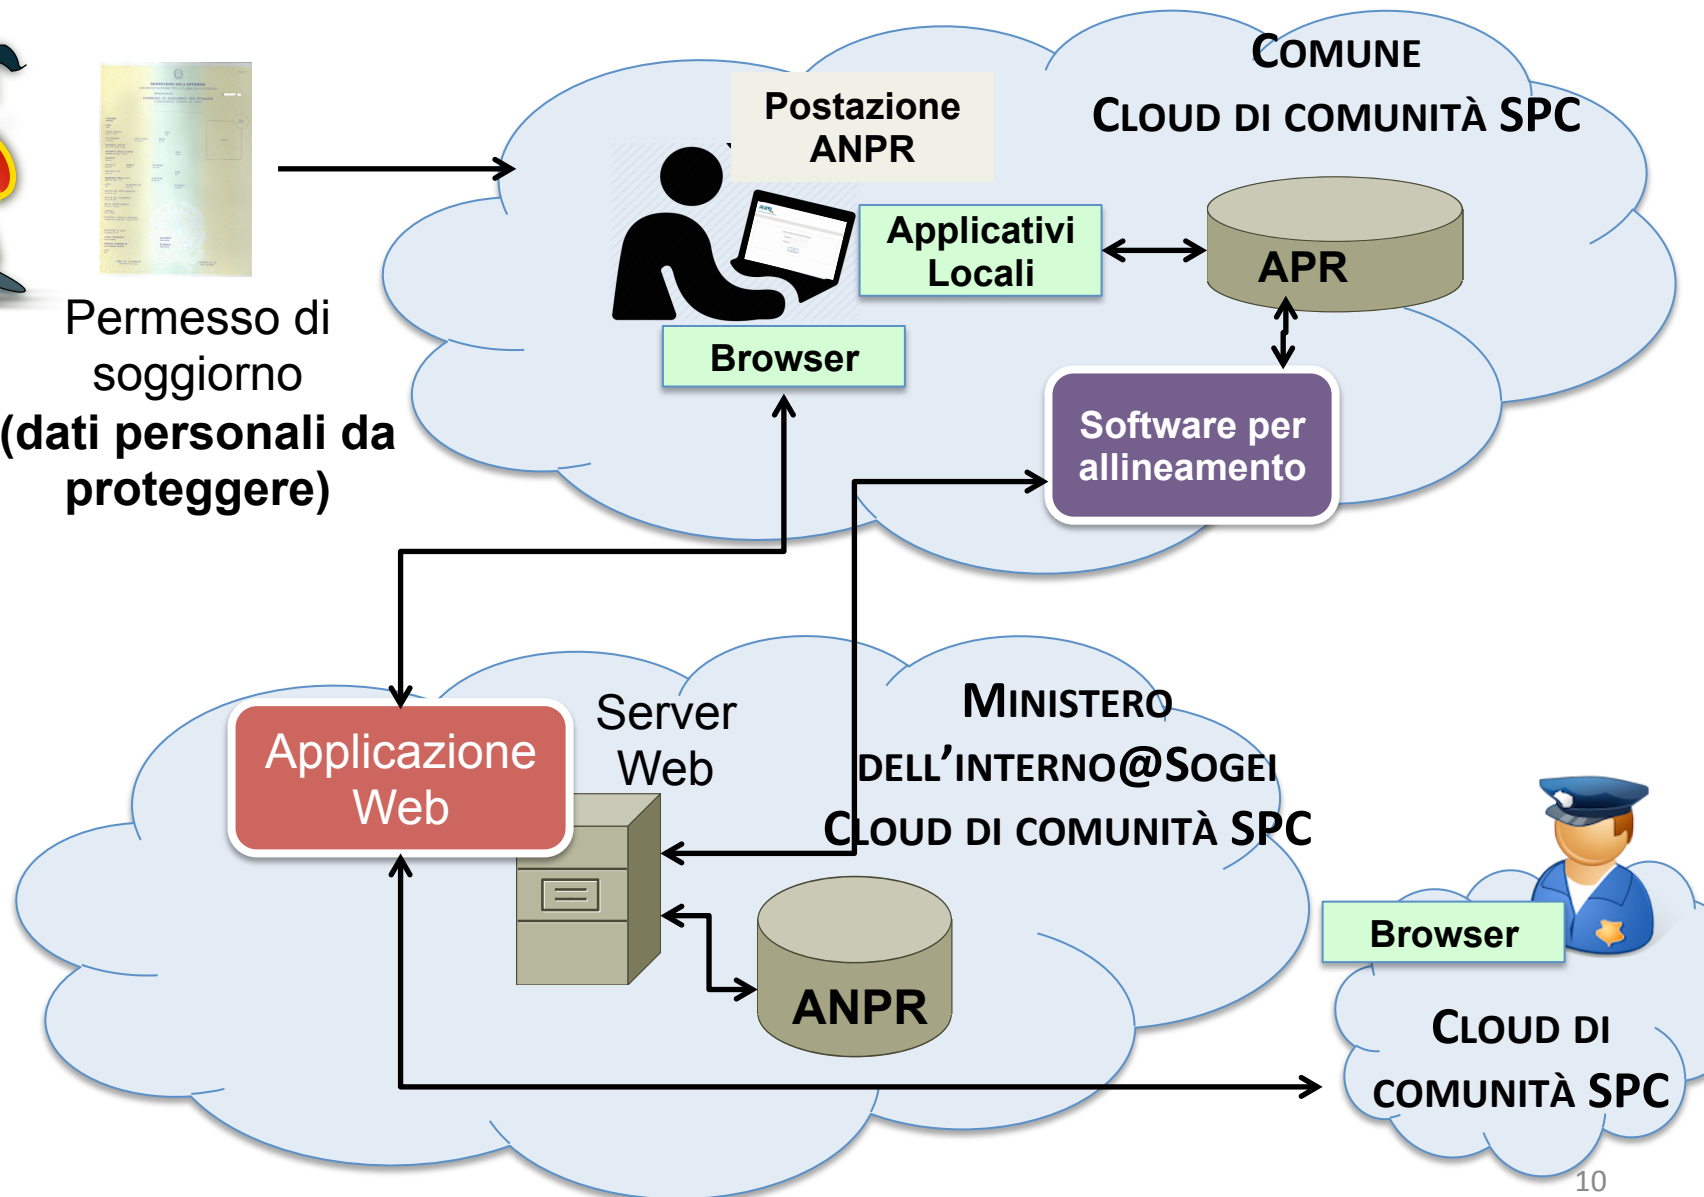 COMUNE
CLOUD DI COMUNITÀ SPC
Postazione
ANPR
Applicativi
Locali
APR
Browser
Software per
allineamento
Permesso di
soggiorno
(dati personali da
proteggere)
Server
Web
Applicazione
Web
MINISTERO
DELL'INTERNO@SOGEI
CLOUD DI COMUNITÀ SPC
ANPR
Browser
CLOUD DI
COMUNITÀ SPC
10